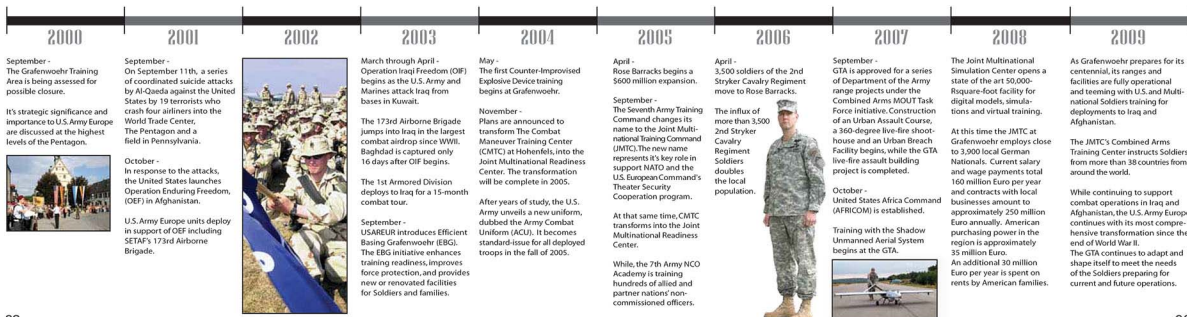 2000
2001
2002
2003
2004
2005
2006
2007
2008
2009
September -
The Grafenwoehr Training
Area is being assessed for
possible closure.
It's strategic significance and
importance to U.S. Army Europe
are discussed at the highest
levels of the Pentagon.
September -
On September 11th, a series
of coordinated suicide attacks
by Al-Qaeda against the United
States by 19 terrorists who
crash four airliners into the
World Trade Center,
The Pentagon and a
field in Pennsylvania.
October -
In response to the attacks,
the United States launches
Operation Enduring Freedom,
(OEF) in Afghanistan.
U.S. Army Europe units deploy
in support of OEF including
SETAF's 173rd Airborne
Brigade.
March through April -
Operation Iraqi Freedom (OIF)
begins as the U.S. Army and
Marines attack Iraq from
bases in Kuwait.
The 173rd Airborne Brigade
jumps into Iraq in the largest
combat airdrop since WWII.
Baghdad is captured only
16 days after OIF begins.
The 1st Armored Division
deploys to Iraq for a 15-month
combat tour.
September -
USAREUR introduces Efficient
Basing Grafenwoehr (EBG).
The EBG initiative enhances
training readiness, improves
force protection, and provides
new or renovated facilities
for Soldiers and families.
May -
The first Counter-Improvised
Explosive Device training
begins at Grafenwoehr.
November -
Plans are announced to
transform The Combat
Maneuver Training Center
(CMTC) at Hohenfels, into the
Joint Multinational Readiness
Center. The transformation
will be complete in 2005.
After years of study, the U.S.
Army unveils a new uniform,
dubbed the Army Combat
Uniform (ACU). It becomes
standard-issue for all deployed
troops in the fall of 2005.
April -
Rose Barracks begins a
$600 million expansion.
September -
The Seventh Army Training
Command changes its
name to the Joint Multi-
national Training Command
(JMTC). The new name
represents it's key role in
support NATO and the
U.S. European Command's
Theater Security
Cooperation program.
At that same time, CMTC
transforms into the Joint
Multinational Readiness
Center.
While, the 7th Army NCO
Academy is training
hundreds of allied and
partner nations' non-
commissioned officers.
April -
3,500 soldiers of the 2nd
Stryker Cavalry Regiment
move to Rose Barracks.
The influx of
more than 3,500
2nd Stryker
Cavalry
Regiment
Soldiers
doubles
the local
population.
September -
GTA is approved for a series
of Department of the Army
range projects under the
Combined Arms MOUT Task
Force initiative. Construction
of an Urban Assault Course,
a 360-degree live-fire shoot-
house and an Urban Breach
Facility begins, while the GTA
live-fire assault building
project is completed.
October -
United States Africa Command
(AFRICOM) is established.
Training with the Shadow
Unmanned Aerial System
begins at the GTA.
The Joint Multinational
Simulation Center opens a
state of the art 50,000-
Rsquare-foot facility for
digital models, simula-
tions and virtual training.
At this time the JMTC at
Grafenwoehr employs close
to 3,900 local German
Nationals. Current salary
and wage payments total
160 million Euro per year
and contracts with local
businesses amount to
approximately 250 million
Euro annually. American
purchasing power in the
region is approximately
35 million Euro.
An additional 30 million
Euro per year is spent on
rents by American families.
As Grafenwoehr prepares for its
centennial, its ranges and
facilities are fully operational
and teeming with U.S. and Multi-
national Soldiers training for
deployments to Iraq and
Afghanistan.
The JMTC's Combined Arms
Training Center instructs Soldiers
from more than 38 countries from
around the world.
While continuing to support
combat operations in Iraq and
Afghanistan, the U.S. Army Europe
continues with its most compre-
hensive transformation since the
end of World War II.
The GTA continues to adapt and
shape itself to meet the needs
of the Soldiers preparing for
current and future operations.